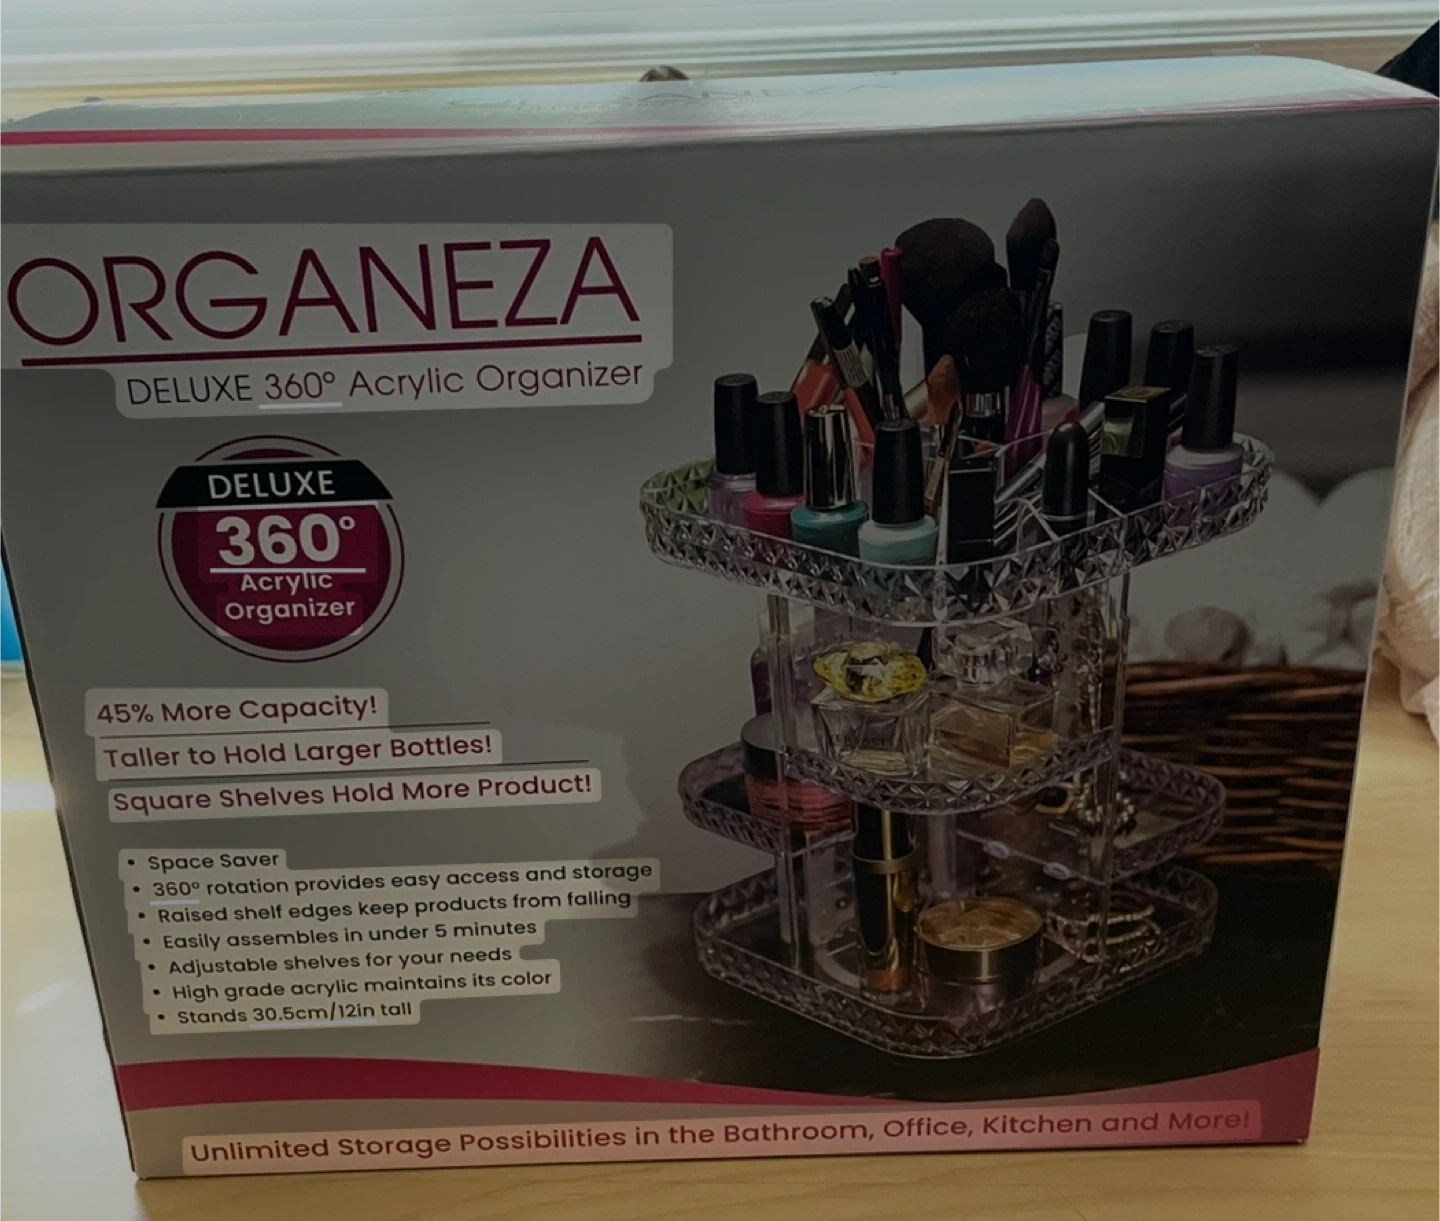 ORGANEZA
DELUXE 360° Acrylic Organizer
DELUXE
360°
Acrylic
Organizer
45% More Capacity!
Taller to Hold Larger Bottles!
Square Shelves Hold More Product!
• Space Saver
• 360° rotation provides easy access and storage
• Raised shelf edges keep products from falling
• Easily assembles in under 5 minutes
• Adjustable shelves for your needs
• High grade acrylic maintains its color
• Stands 30.5cm/12in tall
Unlimited Storage Possibilities in the Bathroom, Office, Kitchen and More!